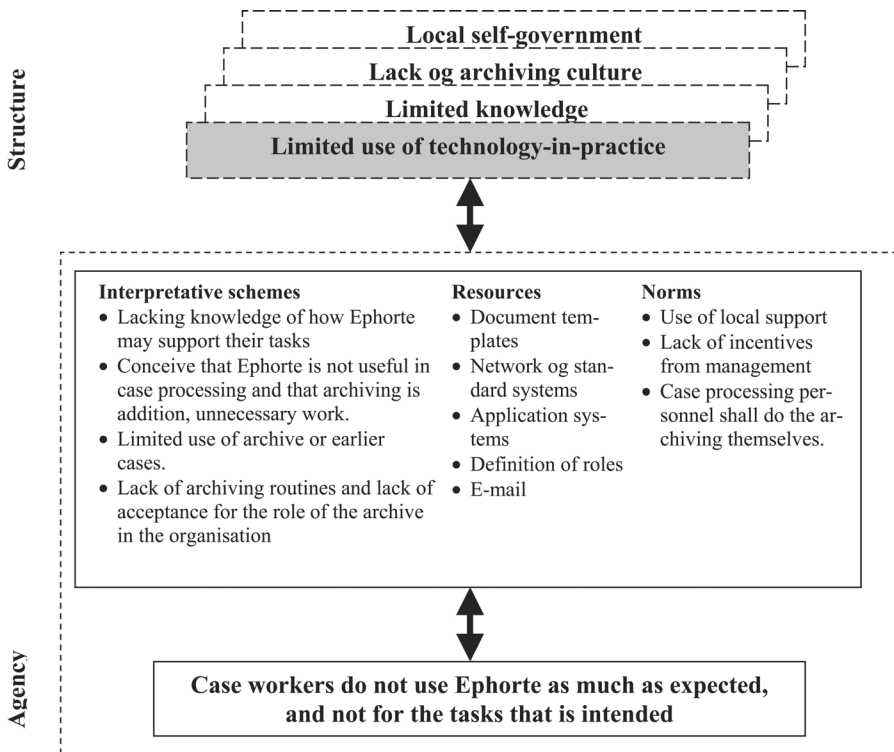 Structure
Local self-government
Lack og archiving culture
Limited knowledge
Limited use of technology-in-practice
Interpretative schemes
• Lacking knowledge of how Ephorte
may support their tasks
• Conceive that Ephorte is not useful in
case processing and that archiving is
addition, unnecessary work.
• Limited use of archive or earlier
cases.
• Lack of archiving routines and lack of
acceptance for the role of the archive
in the organisation
Resources
• Document tem-
plates
• Network og stan-
dard systems
• Application sys-
tems
• Definition of roles
• E-mail
Norms
• Use of local support
• Lack of incentives
from management
• Case processing per-
sonnel shall do the ar-
chiving themselves.
Agency
Case workers do not use Ephorte as much as expected,
and not for the tasks that is intended